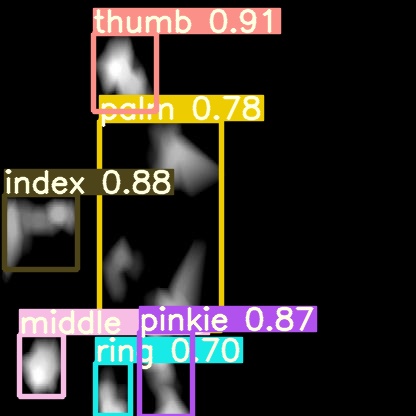 thumb 0.91
palm 0.78
index 0.88
middle
pinkie 0.87
ring 0.70